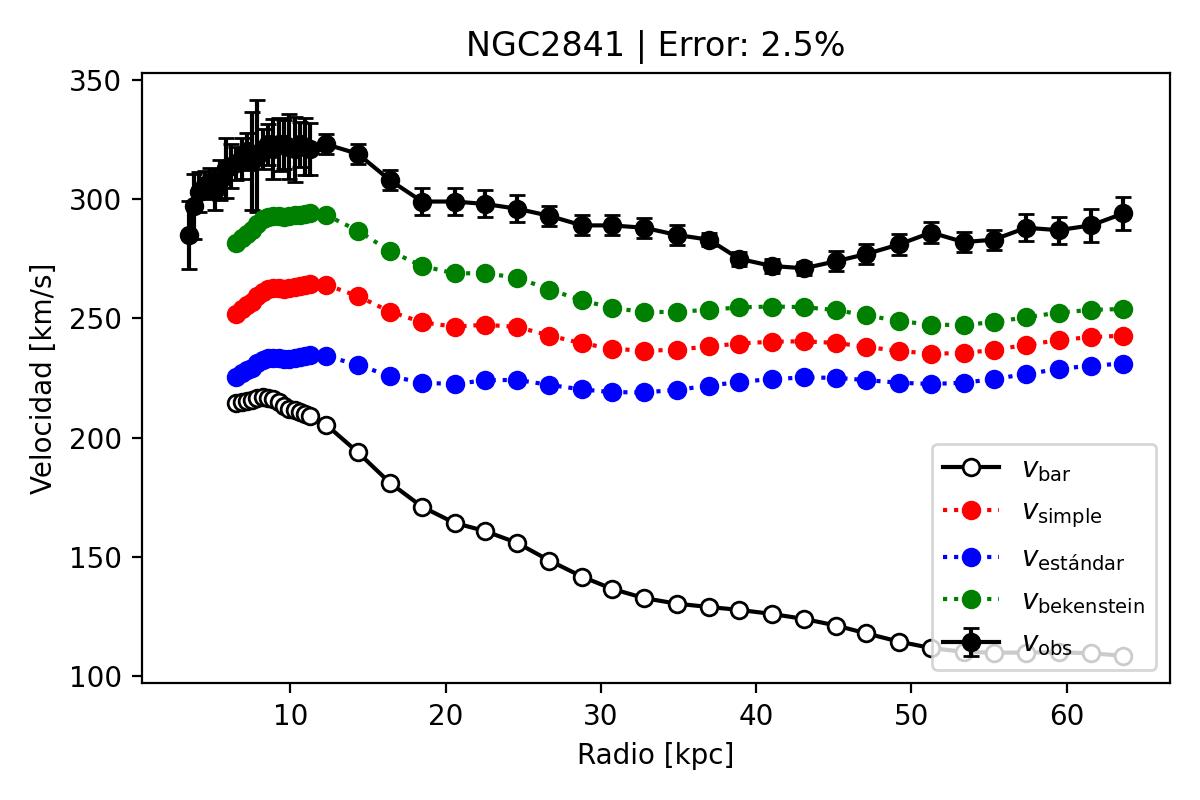 NGC2841 | Error: 2.5%
350
300
250
200
150
100
Velocidad [km/s]
10 20 30 40 50 60
Radio [kpc]
v_bar
v_simple
v_estándar
v_bekenstein
v_obs